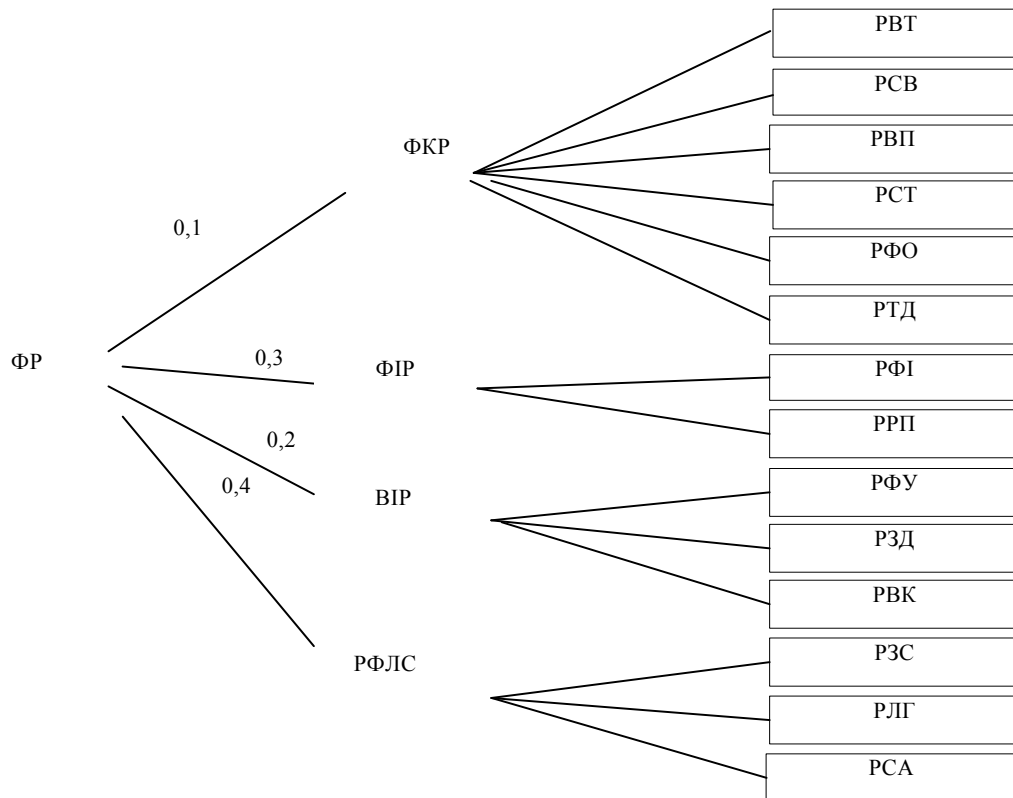 РВТ
РСВ
РВП
РСТ
РФО
РТД
РФІ
РРП
РФУ
РЗД
РВК
РЗС
РЛГ
РСА
ФКР
ФІР
ВІР
РФЛС
0,1
0,3
0,2
0,4
ФР